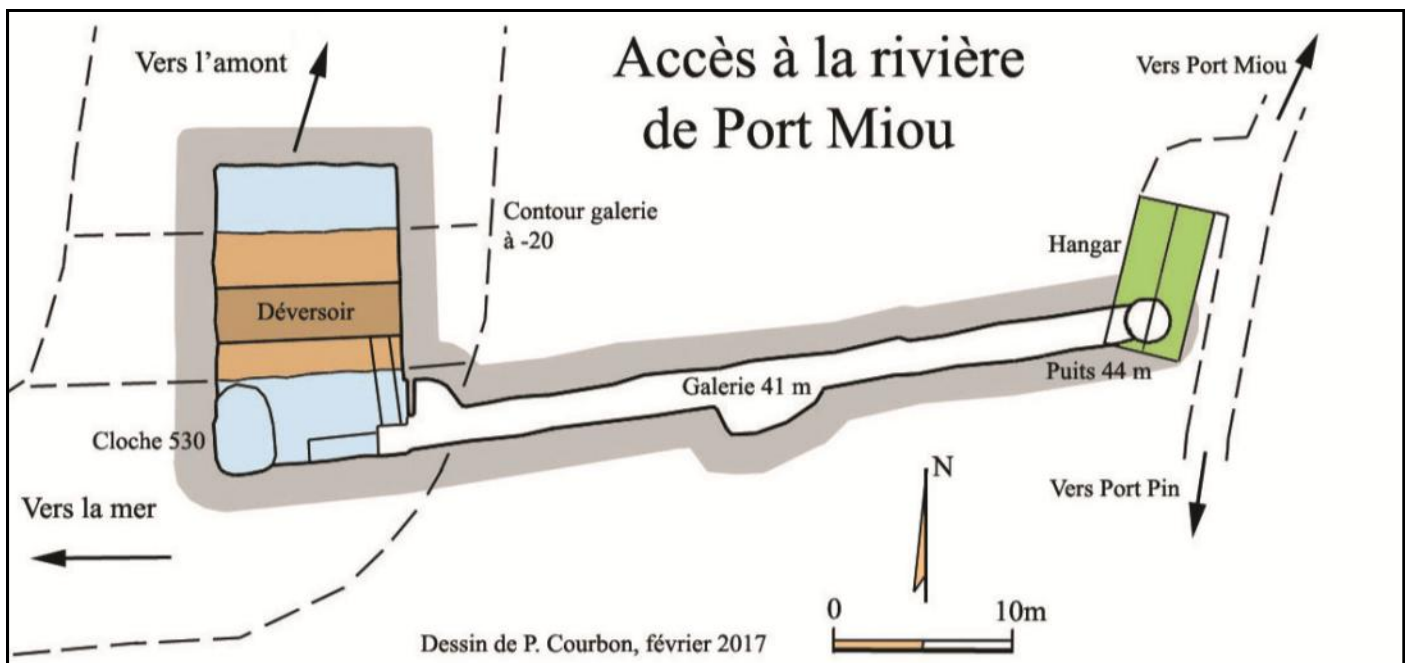 Accès à la rivière
de Port Miou
Vers l'amont
Vers Port Miou
Contour galerie
à -20
Hangar
Déversoir
Galerie 41 m
Puits 44 m
Cloche 530
Vers la mer
Vers Port Pin
N
0 10m
Dessin de P. Courbon, février 2017